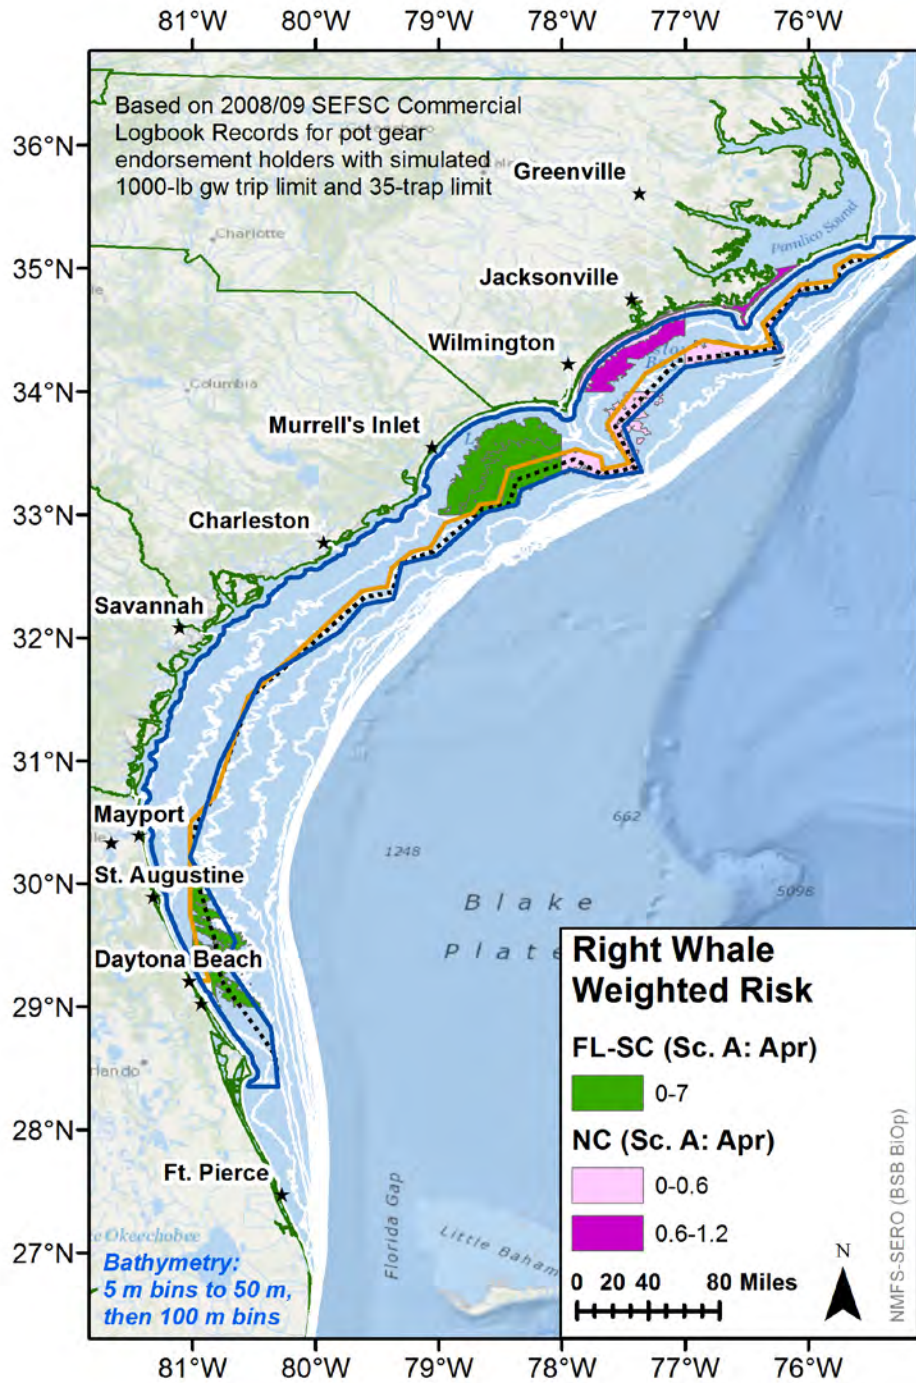 81°W 80°W 79°W 78°W 77°W 76°W
Based on 2008/09 SEFSC Commercial
Logbook Records for pot gear
endorsement holders with simulated
1000-lb gw trip limit and 35-trap limit
36°N
Greenville
Charlotte
Pamlico Sound
35°N
Jacksonville
Wilmington
34°N
Columbia
Murrell's Inlet
33°N
Charleston
Savannah
32°N
31°N
Mayport
662
1248
30°N
St. Augustine
5098
Blake
Daytona Beach
29°N
28°N
Ft. Pierce
Florida Gap
Okeechobee
Little Baham
27°N
Bathymetry:
5 m bins to 50 m,
then 100 m bins
Right Whale
Weighted Risk
FL-SC (Sc. A: Apr)
0-7
NC (Sc. A: Apr)
0-0.6
0.6-1.2
0 20 40 80 Miles
N
NMFS-SERO (BSB BiOp)
81°W 80°W 79°W 78°W 77°W 76°W